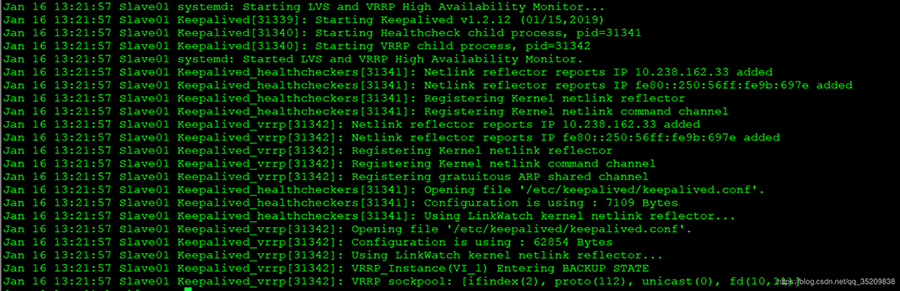 Jan 16 13:21:57 Slave01 systemd: Starting LVS and VRRP High Availability Monitor...
Jan 16 13:21:57 Slave01 Keepalived[31339]: Starting Keepalived v1.2.12 (01/15,2019)
Jan 16 13:21:57 Slave01 Keepalived[31340]: Starting Healthcheck child process, pid=31341
Jan 16 13:21:57 Slave01 Keepalived[31340]: Starting VRRP child process, pid=31342
Jan 16 13:21:57 Slave01 systemd: Started LVS and VRRP High Availability Monitor.
Jan 16 13:21:57 Slave01 Keepalived_healthcheckers[31341]: Netlink reflector reports IP 10.238.162.33 added
Jan 16 13:21:57 Slave01 Keepalived_healthcheckers[31341]: Netlink reflector reports IP fe80::250:56ff:fe9b:697e added
Jan 16 13:21:57 Slave01 Keepalived_healthcheckers[31341]: Registering Kernel netlink reflector
Jan 16 13:21:57 Slave01 Keepalived_healthcheckers[31341]: Registering Kernel netlink command channel
Jan 16 13:21:57 Slave01 Keepalived_vrrp[31342]: Netlink reflector reports IP 10.238.162.33 added
Jan 16 13:21:57 Slave01 Keepalived_vrrp[31342]: Netlink reflector reports IP fe80::250:56ff:fe9b:697e added
Jan 16 13:21:57 Slave01 Keepalived_vrrp[31342]: Registering Kernel netlink reflector
Jan 16 13:21:57 Slave01 Keepalived_vrrp[31342]: Registering Kernel netlink command channel
Jan 16 13:21:57 Slave01 Keepalived_vrrp[31342]: Registering gratuitous ARP shared channel
Jan 16 13:21:57 Slave01 Keepalived_healthcheckers[31341]: Opening file '/etc/keepalived/keepalived.conf'.
Jan 16 13:21:57 Slave01 Keepalived_healthcheckers[31341]: Configuration is using : 7109 Bytes
Jan 16 13:21:57 Slave01 Keepalived_healthcheckers[31341]: Using LinkWatch kernel netlink reflector...
Jan 16 13:21:57 Slave01 Keepalived_vrrp[31342]: Opening file '/etc/keepalived/keepalived.conf'.
Jan 16 13:21:57 Slave01 Keepalived_vrrp[31342]: Configuration is using : 62854 Bytes
Jan 16 13:21:57 Slave01 Keepalived_vrrp[31342]: Using LinkWatch kernel netlink reflector...
Jan 16 13:21:57 Slave01 Keepalived_vrrp[31342]: VRRP_Instance(VI_1) Entering BACKUP STATE
Jan 16 13:21:57 Slave01 Keepalived_vrrp[31342]: VRRP sockpool: [ifindex(2), proto(112), unicast(0), fd(10,11)]
https://blog.csdn.net/qq_35209838